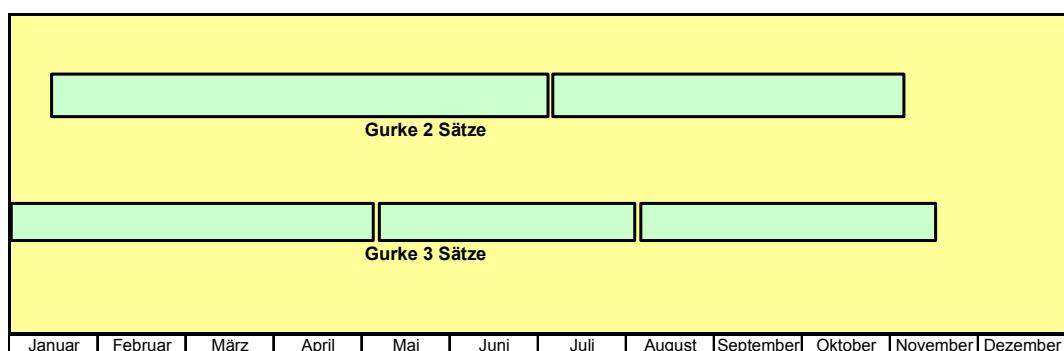 Gurke 2 Sätze
Gurke 3 Sätze
Januar Februar März April Mai Juni Juli August September Oktober November Dezember